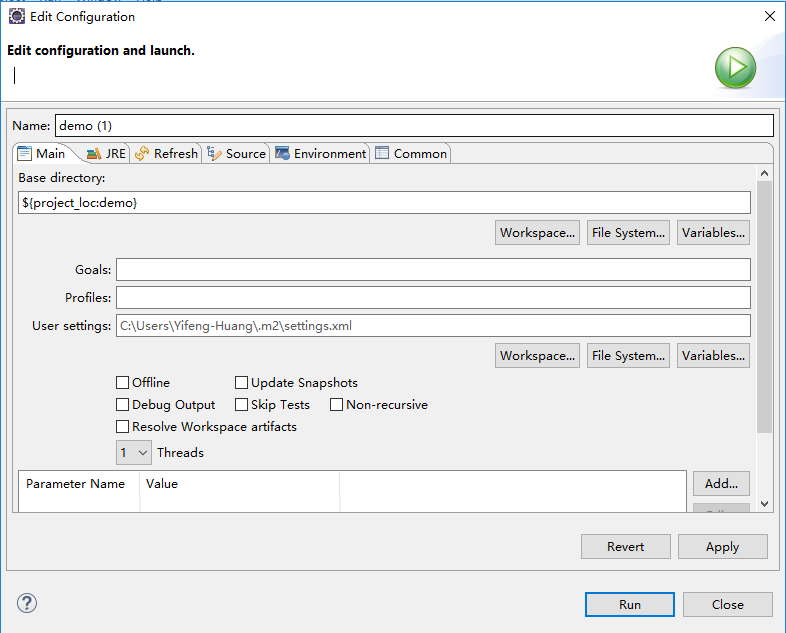 Edit Configuration
Edit configuration and launch.
Name: demo (1)
Main JRE Refresh Source Environment Common
Base directory:
${project_loc:demo}
Workspace... File System... Variables...
Goals:
Profiles:
User settings: C:\Users\Yifeng-Huang\.m2\settings.xml
Workspace... File System... Variables...
Offline Update Snapshots
Debug Output Skip Tests Non-recursive
Resolve Workspace artifacts
1 Threads
Parameter Name Value Add...
Revert Apply
? Run Close